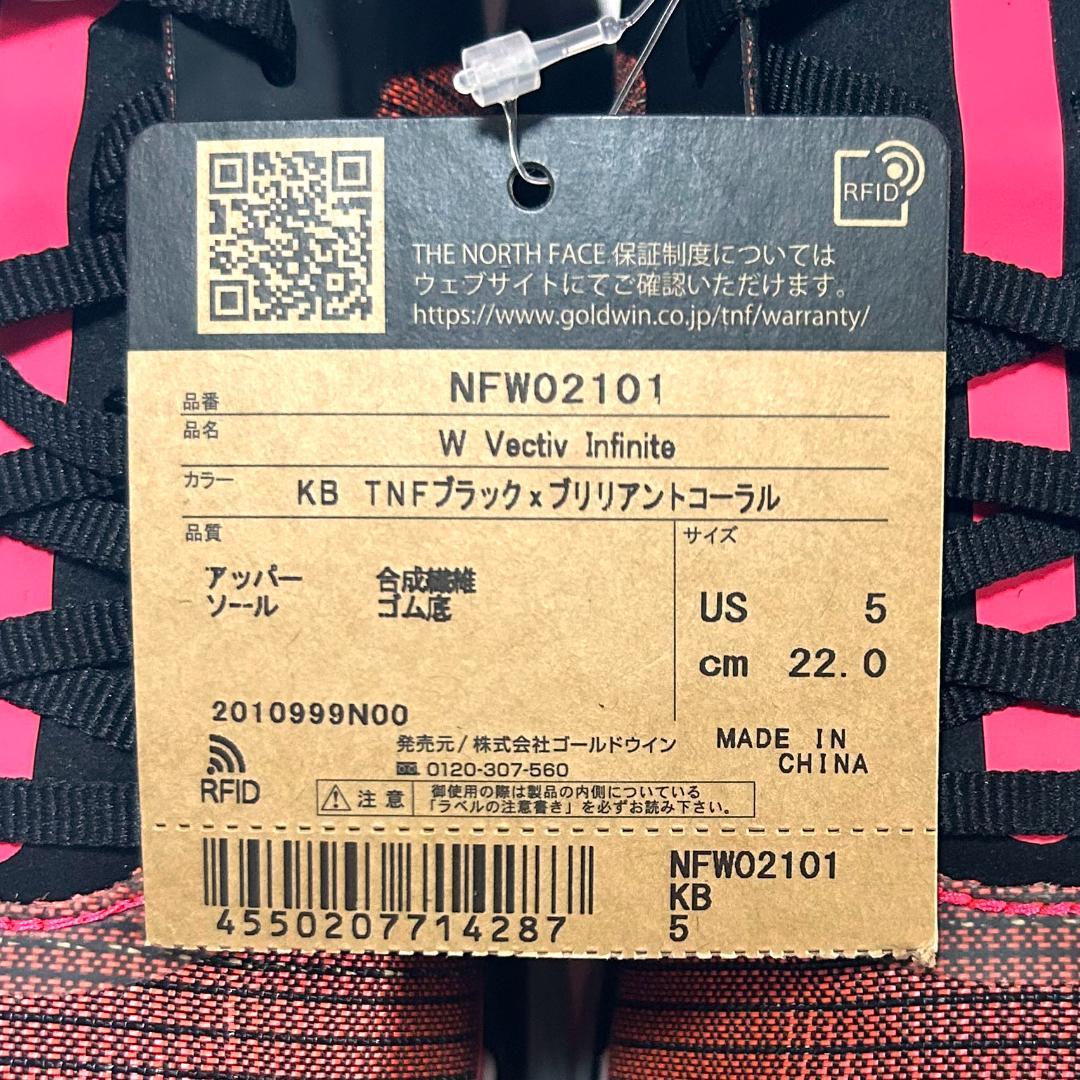 RFID
THE NORTH FACE 保証制度については
ウェブサイトにてご確認いただけます。
https://www.goldwin.co.jp/tnf/warranty/
品番 NFW02101
品名 W Vectiv Infinite
カラー KB TNFブラックxブリリアントコーラル
品質
アッパー 合成繊維
ソール ゴム底
サイズ
US 5
cm 22.0
2010999N00
MADE IN
CHINA
RFID
発売元/株式会社ゴールドウイン
0120-307-560
注意 御使用の際は製品の内側についている
「ラベルの注意書き」を必ずお読み下さい。
4550207714287
NFW02101
KB
5